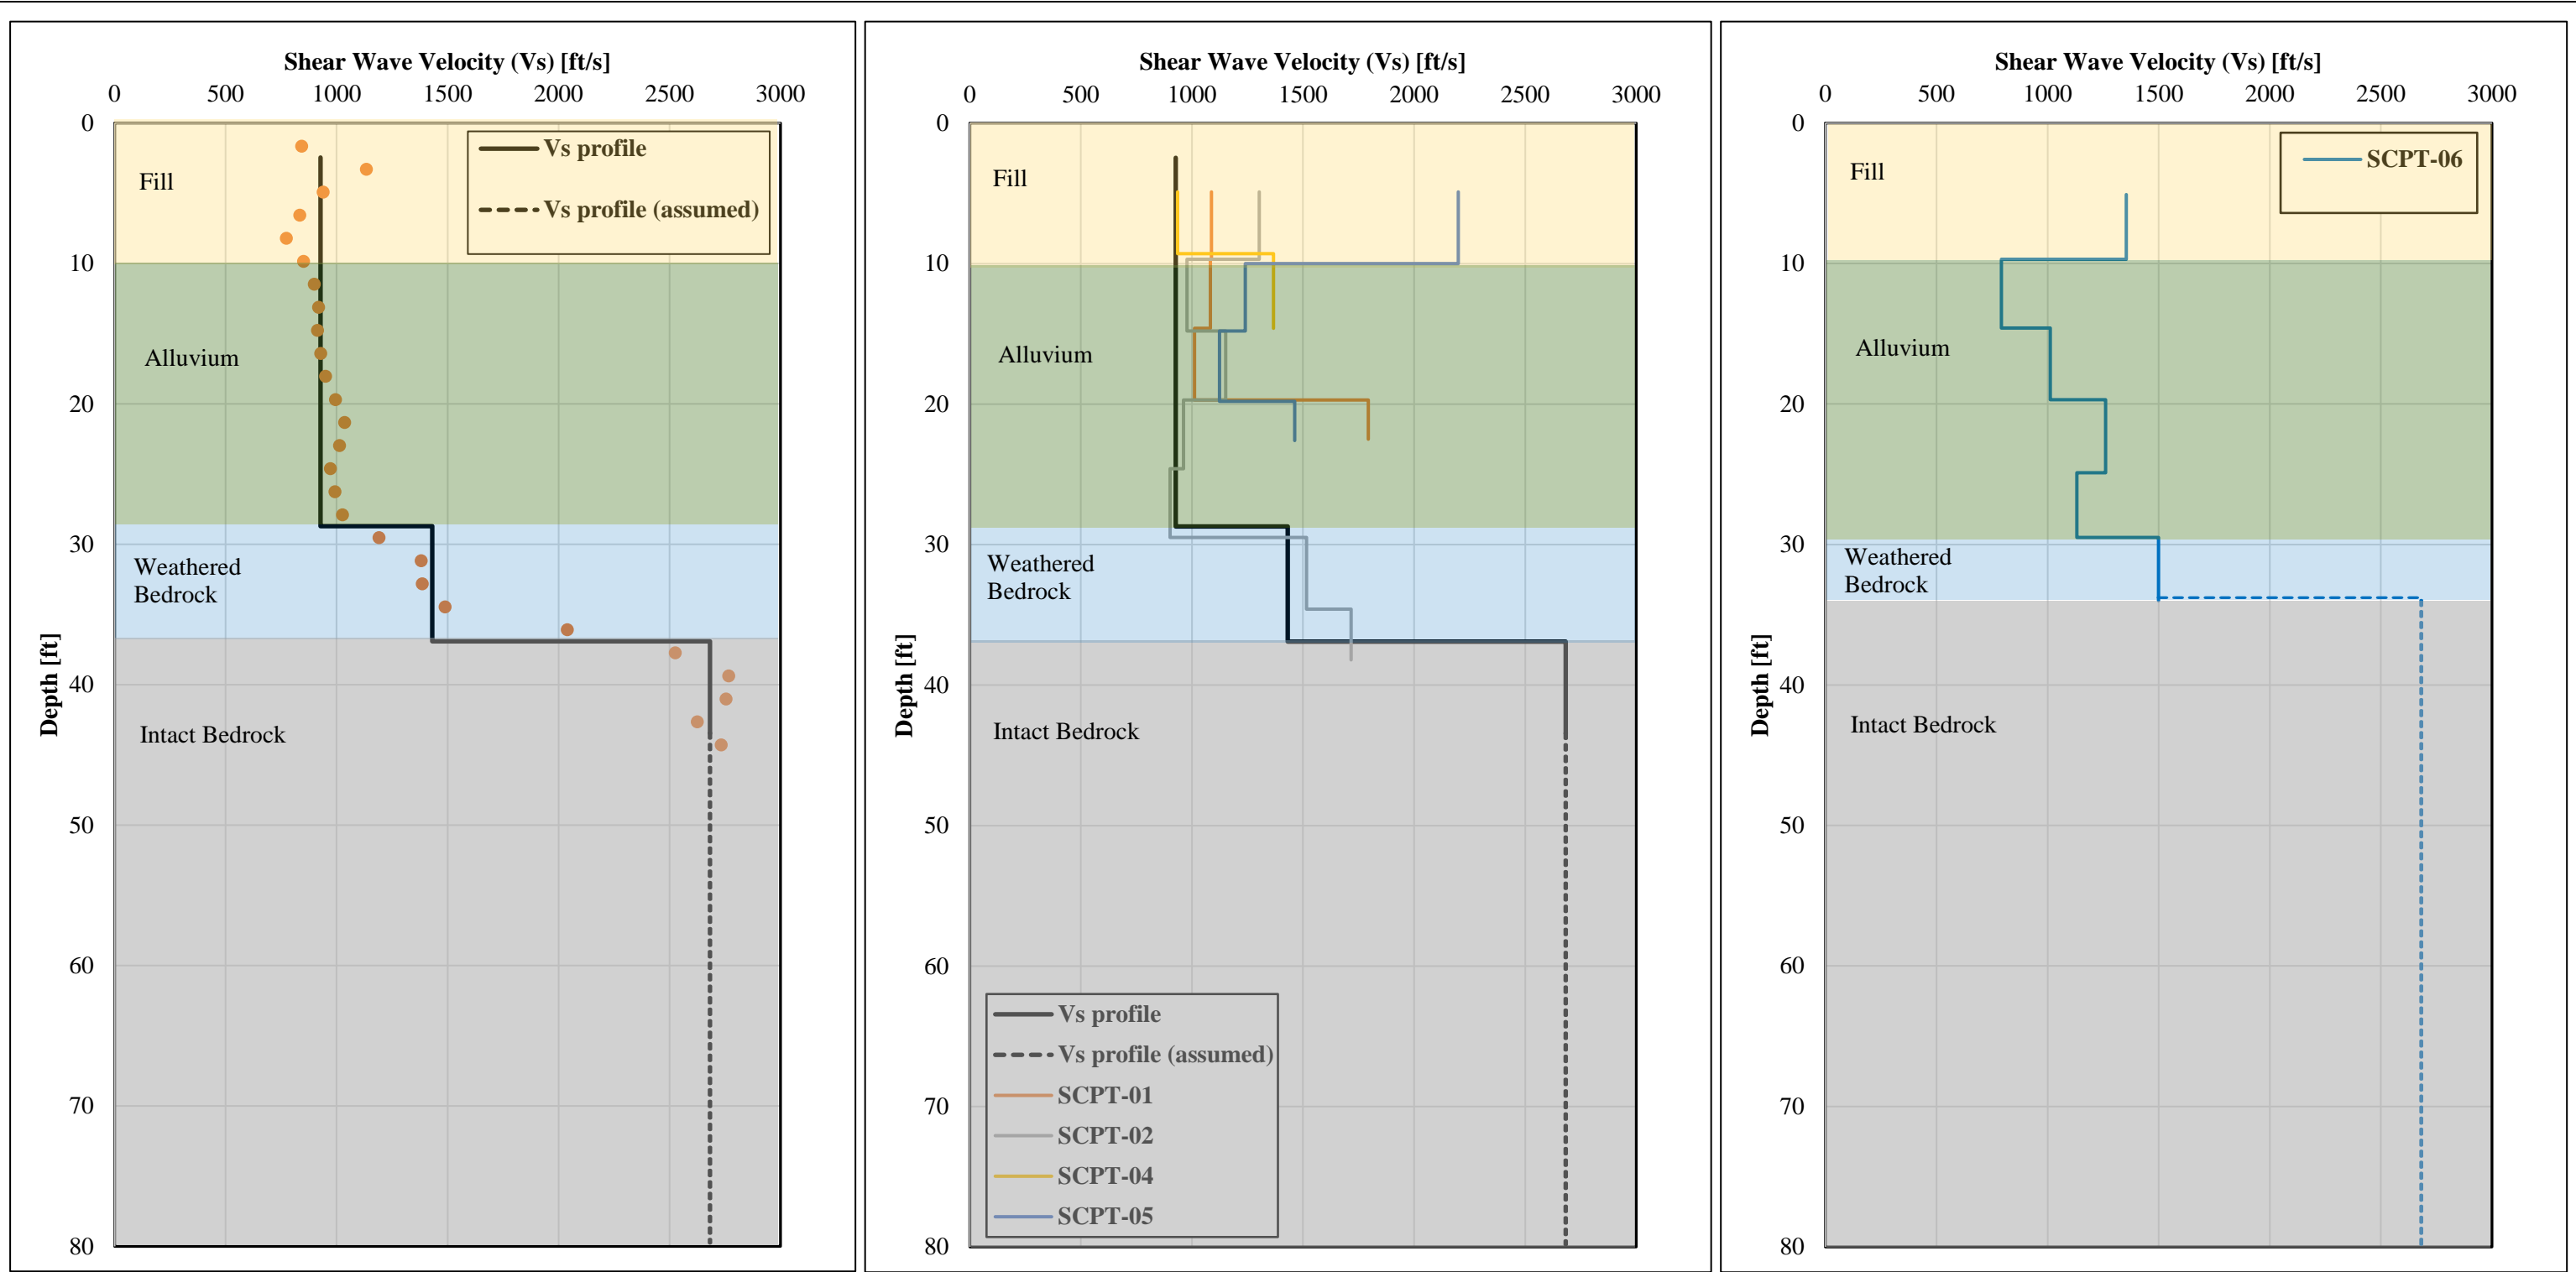 Shear Wave Velocity (Vs) [ft/s]
0 500 1000 1500 2000 2500 3000
0
10
20
30
40
50
60
70
80
Depth [ft]
Vs profile
Vs profile (assumed)
Fill
Alluvium
Weathered
Bedrock
Intact Bedrock
Shear Wave Velocity (Vs) [ft/s]
0 500 1000 1500 2000 2500 3000
0
10
20
30
40
50
60
70
80
Depth [ft]
Fill
Alluvium
Weathered
Bedrock
Intact Bedrock
Vs profile
Vs profile (assumed)
SCPT-01
SCPT-02
SCPT-04
SCPT-05
Shear Wave Velocity (Vs) [ft/s]
0 500 1000 1500 2000 2500 3000
0
10
20
30
40
50
60
70
80
Depth [ft]
SCPT-06
Fill
Alluvium
Weathered
Bedrock
Intact Bedrock